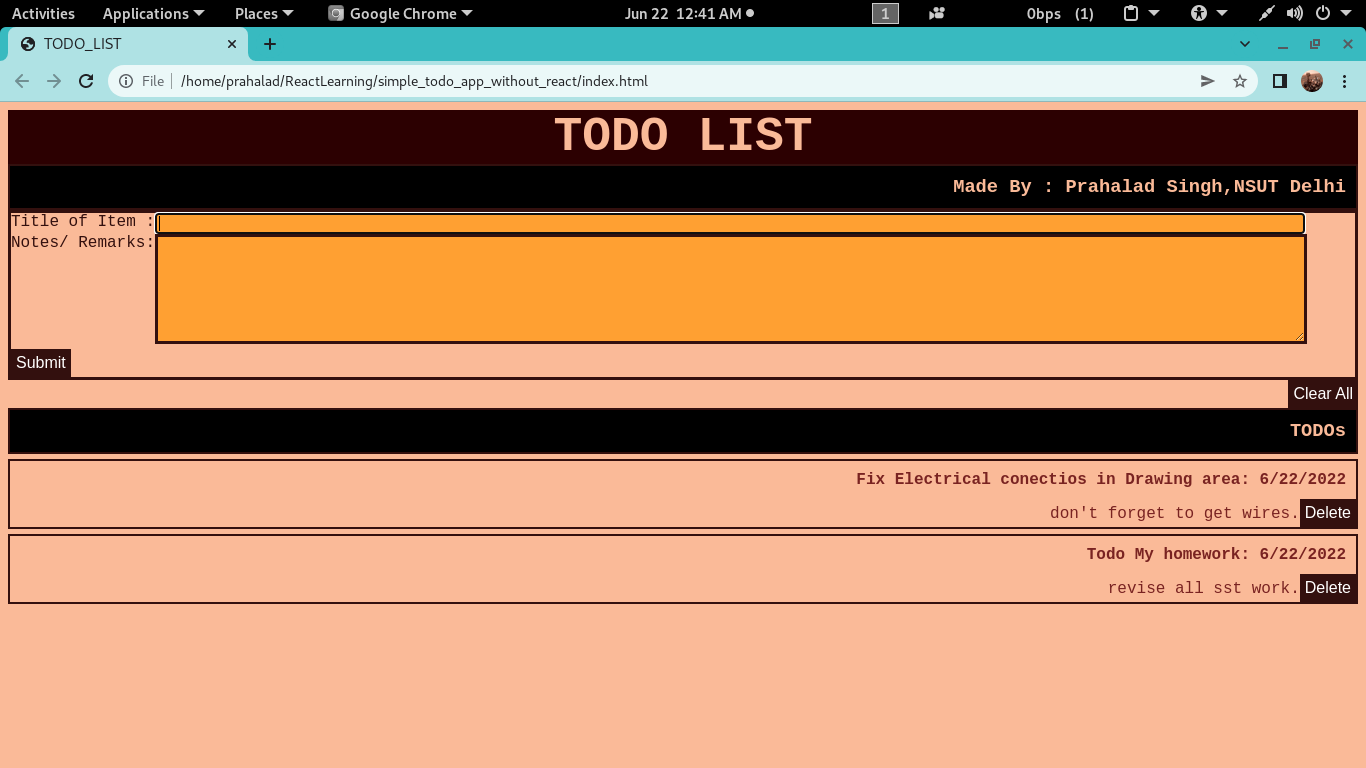 Activities Applications Places Google Chrome Jun 22 12:41 AM 1 0bps (1)
TODO_LIST
File /home/prahalad/ReactLearning/simple_todo_app_without_react/index.html
TODO LIST
Made By : Prahalad Singh,NSUT Delhi
Title of Item :
Notes/ Remarks:
Submit
Clear All
TODOs
Fix Electrical conectios in Drawing area: 6/22/2022
don't forget to get wires. Delete
Todo My homework: 6/22/2022
revise all sst work. Delete